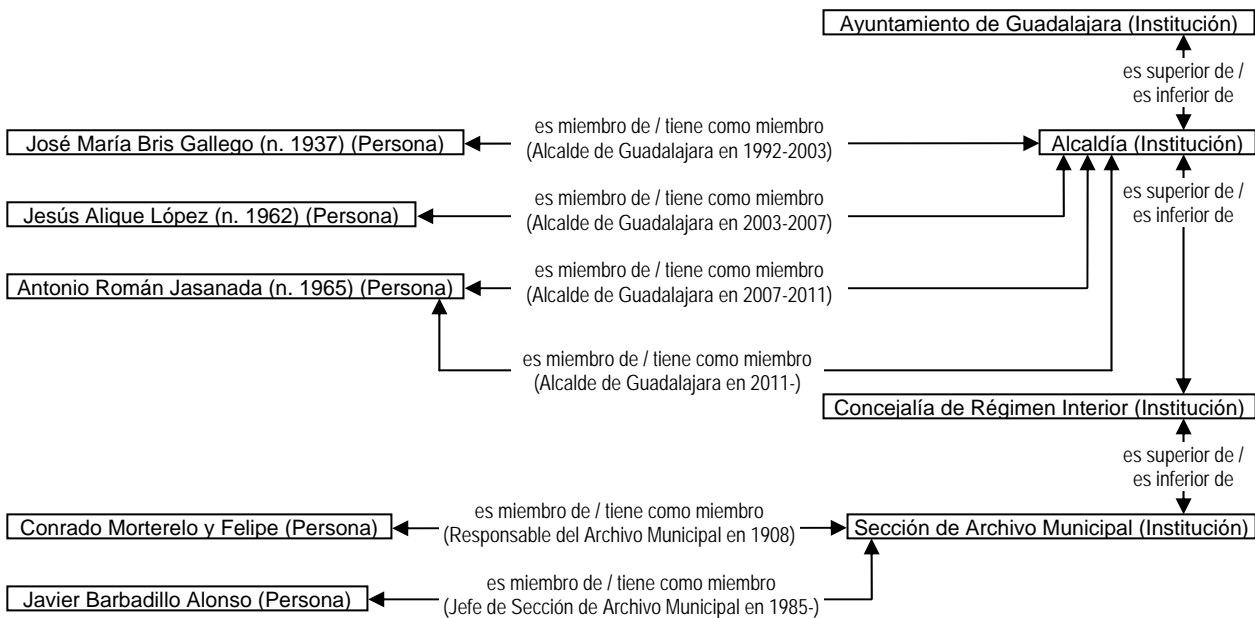 Ayuntamiento de Guadalajara (Institución)
es superior de /
es inferior de
José María Bris Gallego (n. 1937) (Persona)
es miembro de / tiene como miembro
(Alcalde de Guadalajara en 1992-2003)
Alcaldía (Institución)
es superior de /
es inferior de
Jesús Alique López (n. 1962) (Persona)
es miembro de / tiene como miembro
(Alcalde de Guadalajara en 2003-2007)
Antonio Román Jasanada (n. 1965) (Persona)
es miembro de / tiene como miembro
(Alcalde de Guadalajara en 2007-2011)
es miembro de / tiene como miembro
(Alcalde de Guadalajara en 2011-)
Concejalía de Régimen Interior (Institución)
es superior de /
es inferior de
Conrado Morterelo y Felipe (Persona)
es miembro de / tiene como miembro
(Responsable del Archivo Municipal en 1908)
Sección de Archivo Municipal (Institución)
Javier Barbadillo Alonso (Persona)
es miembro de / tiene como miembro
(Jefe de Sección de Archivo Municipal en 1985-)